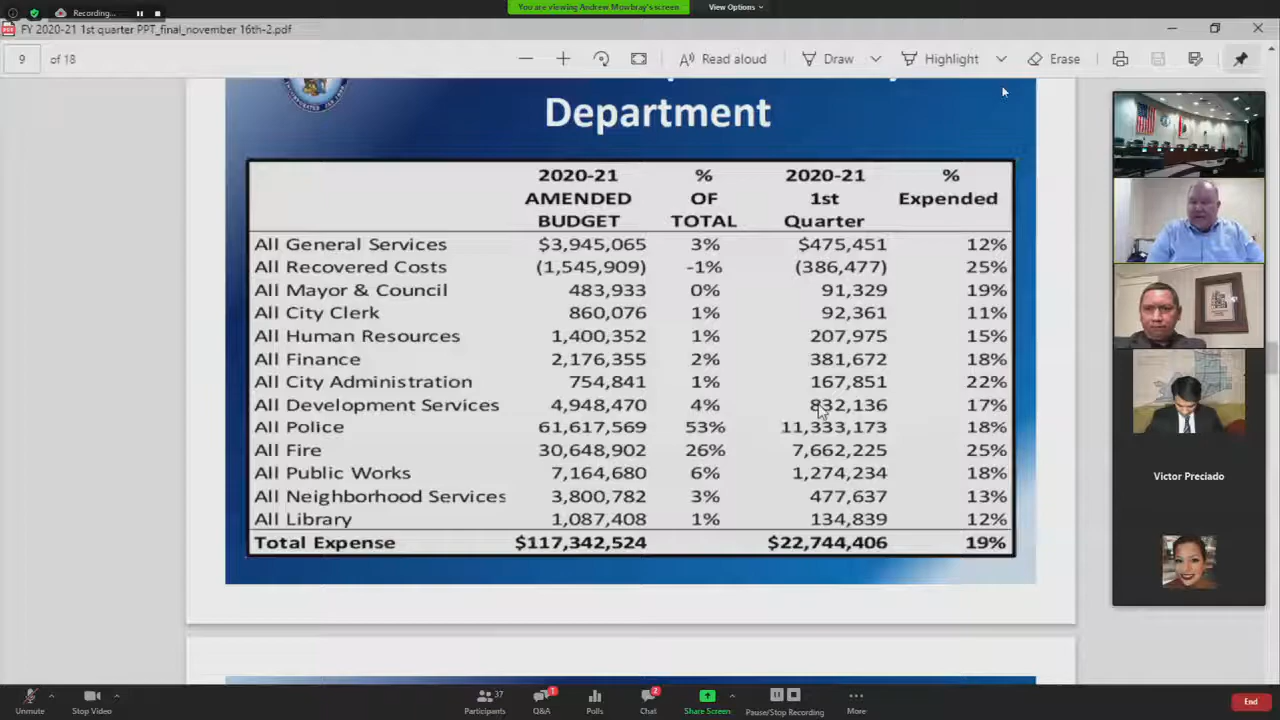 Recording...
You are viewing Andrew Mowbray's screen
View Options
FY 2020-21 1st quarter PPT_final_november 16th-2.pdf
9 of 18
Read aloud
Draw
Highlight
Erase
Department
2020-21 AMENDED BUDGET % OF TOTAL 2020-21 1st Quarter % Expended
All General Services $3,945,065 3% $475,451 12%
All Recovered Costs (1,545,909) -1% (386,477) 25%
All Mayor & Council 483,933 0% 91,329 19%
All City Clerk 860,076 1% 92,361 11%
All Human Resources 1,400,352 1% 207,975 15%
All Finance 2,176,355 2% 381,672 18%
All City Administration 754,841 1% 167,851 22%
All Development Services 4,948,470 4% 832,136 17%
All Police 61,617,569 53% 11,333,173 18%
All Fire 30,648,902 26% 7,662,225 25%
All Public Works 7,164,680 6% 1,274,234 18%
All Neighborhood Services 3,800,782 3% 477,637 13%
All Library 1,087,408 1% 134,839 12%
Total Expense $117,342,524 $22,744,406 19%
Victor Preciado
Unmute
Stop Video
Participants 37
Q&A 1
Polls
Chat 2
Share Screen
Pause/Stop Recording
More
End